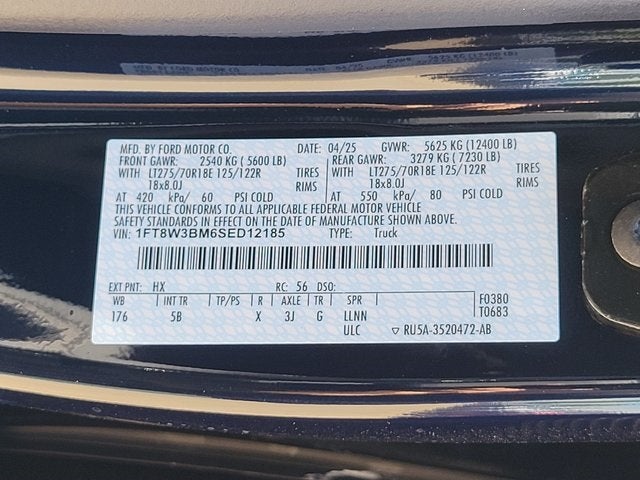 MFD. BY FORD MOTOR CO. DATE: 04/25 GVWR: 5625 KG (12400 LB)
FRONT GAWR: 2540 KG ( 5600 LB) REAR GAWR: 3279 KG ( 7230 LB)
WITH LT275/70R18E 125/122R TIRES WITH LT275/70R18E 125/122R TIRES
18x8.0J RIMS 18x8.0J RIMS
AT 420 kPa/ 60 PSI COLD AT 550 kPa/ 80 PSI COLD
THIS VEHICLE CONFORMS TO ALL APPLICABLE FEDERAL MOTOR VEHICLE
SAFETY STANDARDS IN EFFECT ON THE DATE OF MANUFACTURE SHOWN ABOVE.
VIN: 1FT8W3BM6SED12185 TYPE: Truck
EXT PNT: HX RC: 56 DSO:
WB INT TR TP/PS R AXLE TR SPR F0380
176 5B X 3J G LLNN T0683
ULC ▽ RU5A-3520472-AB